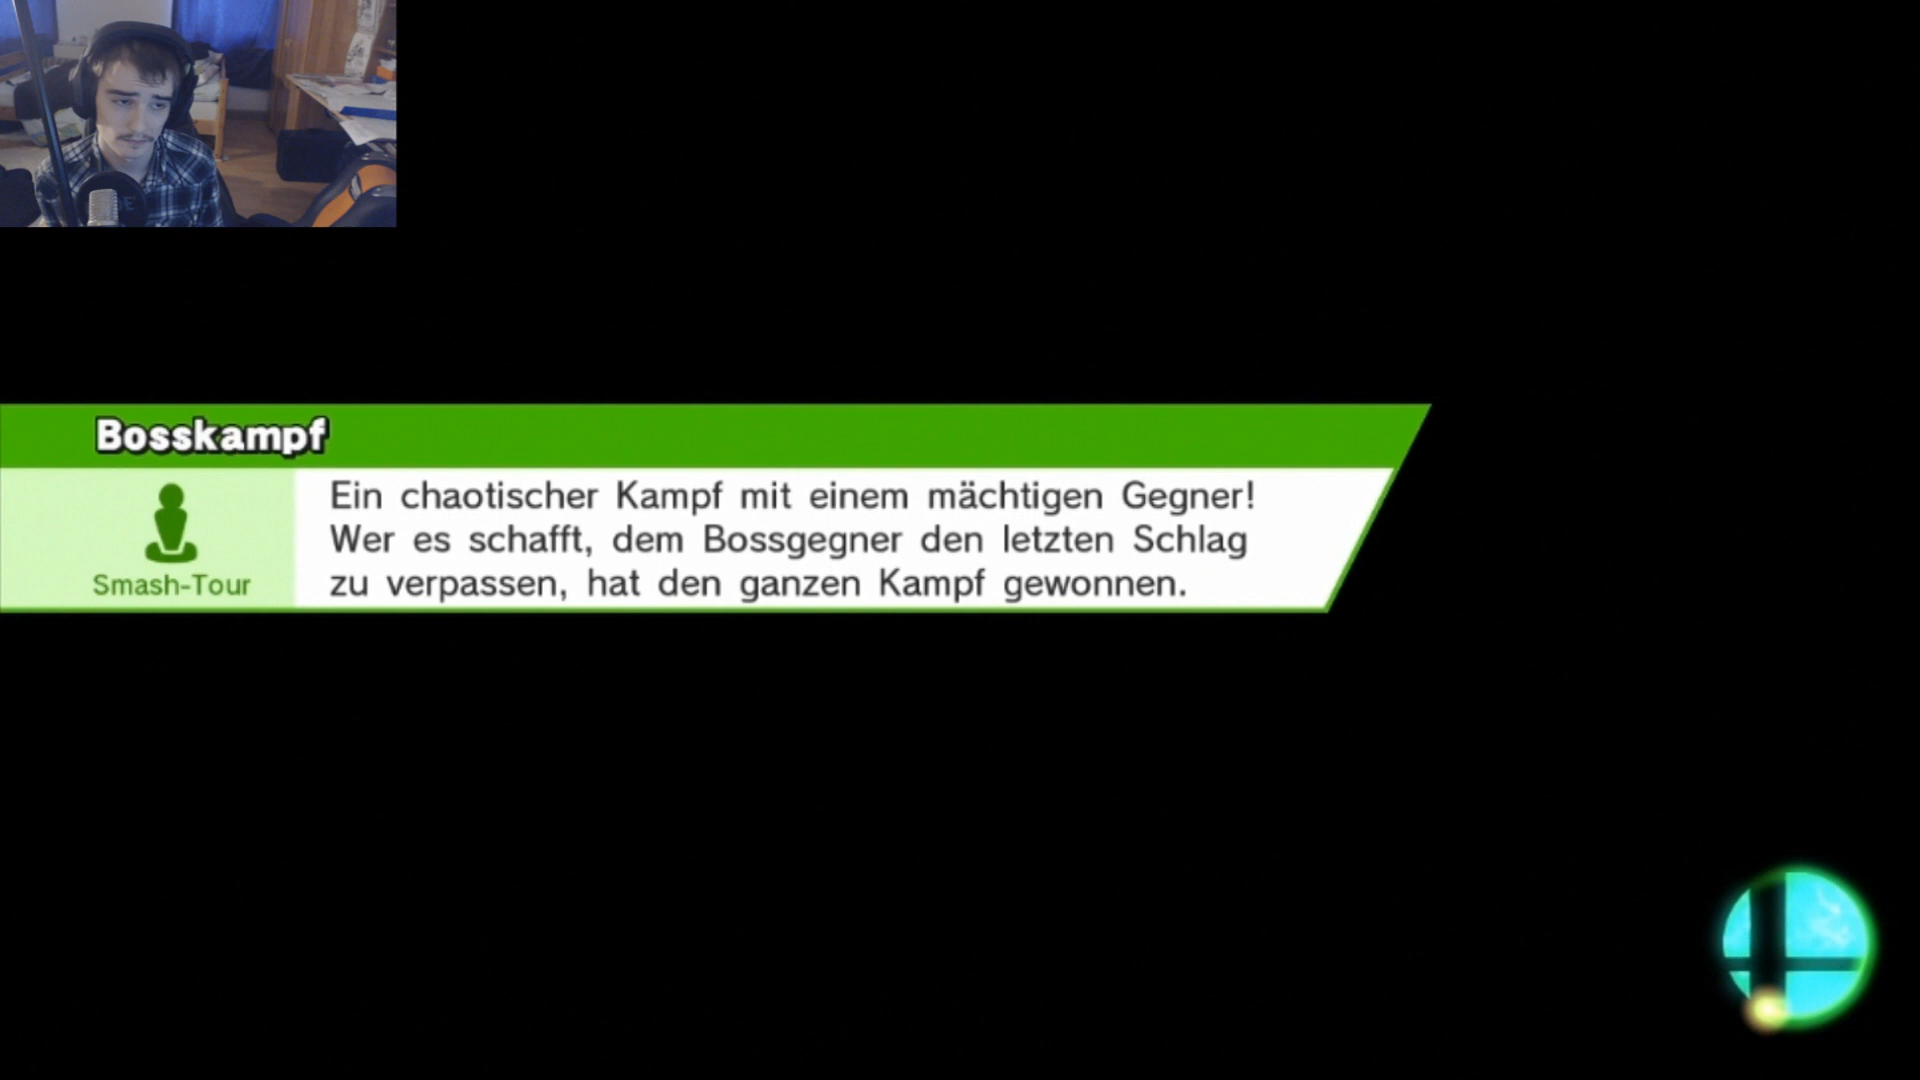 Bosskampf
Ein chaotischer Kampf mit einem mächtigen Gegner!
Wer es schafft, dem Bossgegner den letzten Schlag
zu verpassen, hat den ganzen Kampf gewonnen.
Smash-Tour